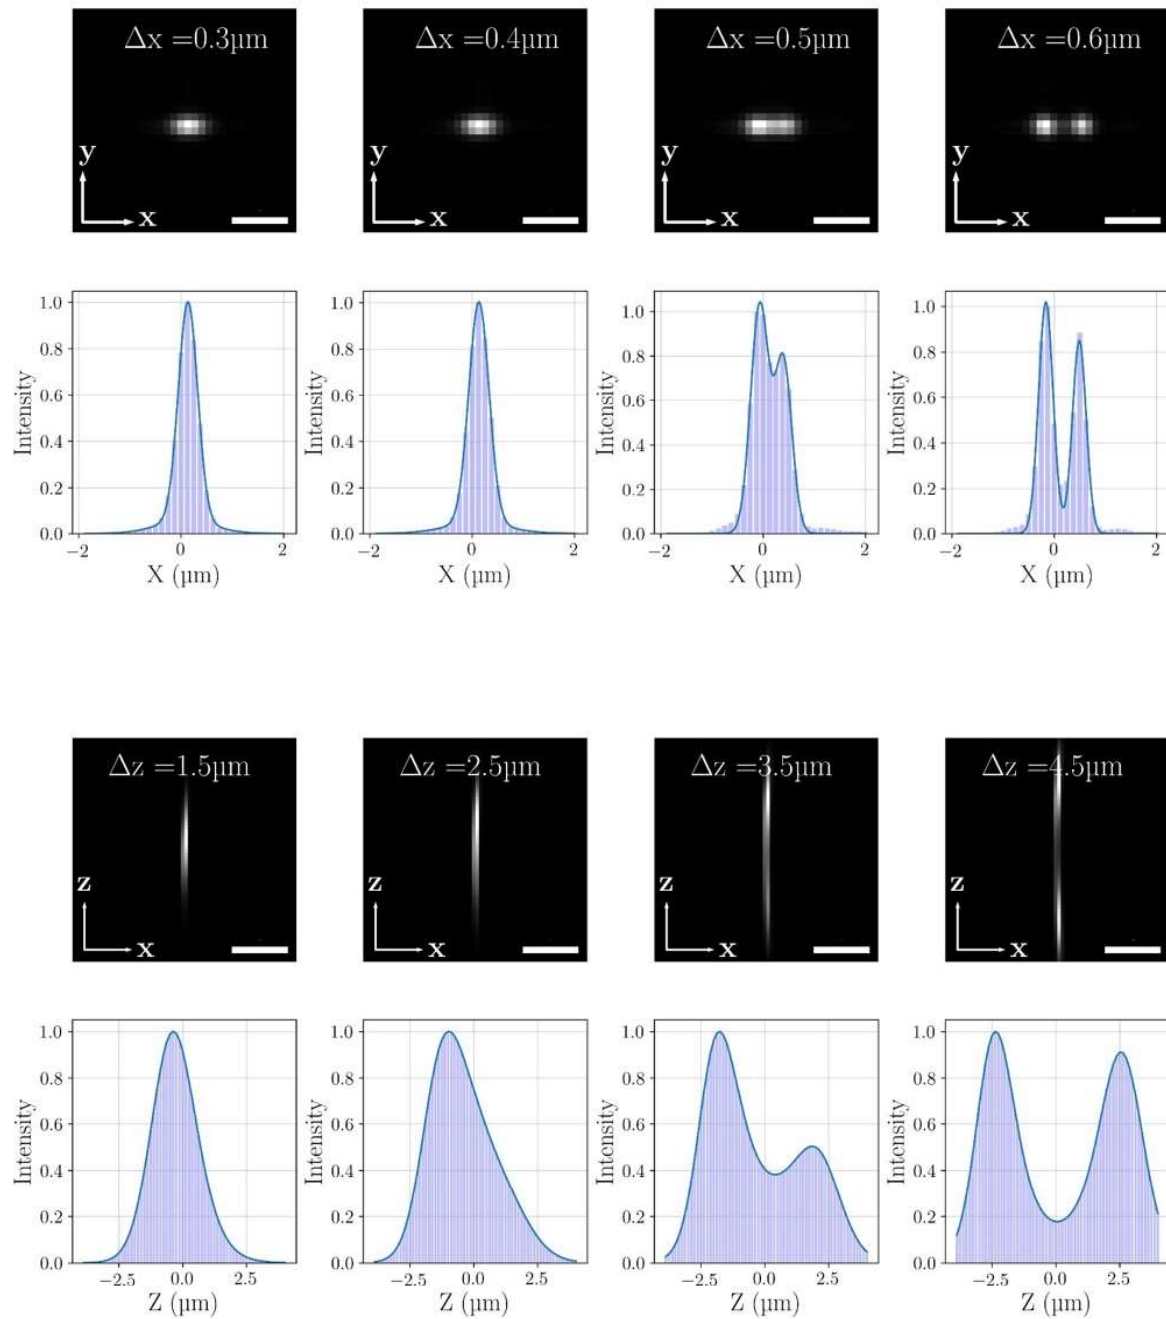 Δx =0.3µm Δx =0.4µm Δx =0.5µm Δx =0.6µm
y y y y
x x x x
1.0 1.0 1.0 1.0
0.8 0.8 0.8 0.8
0.6 0.6 0.6 0.6
0.4 0.4 0.4 0.4
0.2 0.2 0.2 0.2
0.0 0.0 0.0 0.0
Intensity Intensity Intensity Intensity
−2 0 2 −2 0 2 −2 0 2 −2 0 2
X (µm) X (µm) X (µm) X (µm)
Δz =1.5µm Δz =2.5µm Δz =3.5µm Δz =4.5µm
z z z z
x x x x
1.0 1.0 1.0 1.0
0.8 0.8 0.8 0.8
0.6 0.6 0.6 0.6
0.4 0.4 0.4 0.4
0.2 0.2 0.2 0.2
0.0 0.0 0.0 0.0
Intensity Intensity Intensity Intensity
−2.5 0.0 2.5 −2.5 0.0 2.5 −2.5 0.0 2.5 −2.5 0.0 2.5
Z (µm) Z (µm) Z (µm) Z (µm)